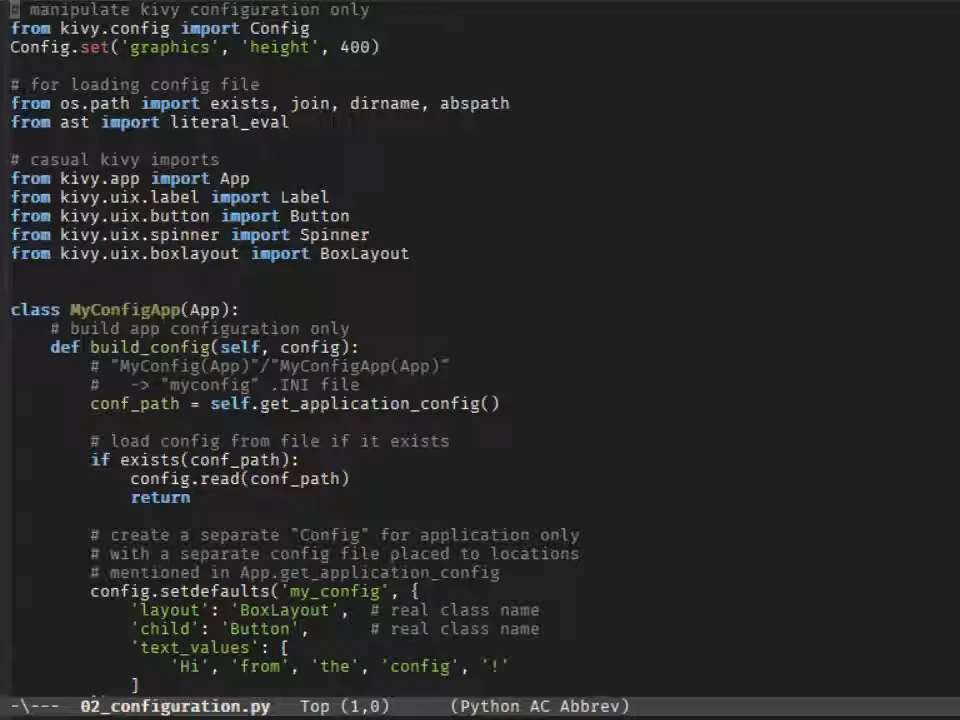 # manipulate kivy configuration only
from kivy.config import Config
Config.set('graphics', 'height', 400)

# for loading config file
from os.path import exists, join, dirname, abspath
from ast import literal_eval

# casual kivy imports
from kivy.app import App
from kivy.uix.label import Label
from kivy.uix.button import Button
from kivy.uix.spinner import Spinner
from kivy.uix.boxlayout import BoxLayout


class MyConfigApp(App):
    # build app configuration only
    def build_config(self, config):
        # "MyConfig(App)"/"MyConfigApp(App)"
        #   -> "myconfig" .INI file
        conf_path = self.get_application_config()

        # load config from file if it exists
        if exists(conf_path):
            config.read(conf_path)
            return

        # create a separate "Config" for application only
        # with a separate config file placed to locations
        # mentioned in App.get_application_config
        config.setdefaults('my_config', {
            'layout': 'BoxLayout',  # real class name
            'child': 'Button',      # real class name
            'text_values': [
                'Hi', 'from', 'the', 'config', '!'
            ]
-\---  02_configuration.py   Top (1,0)      (Python AC Abbrev)